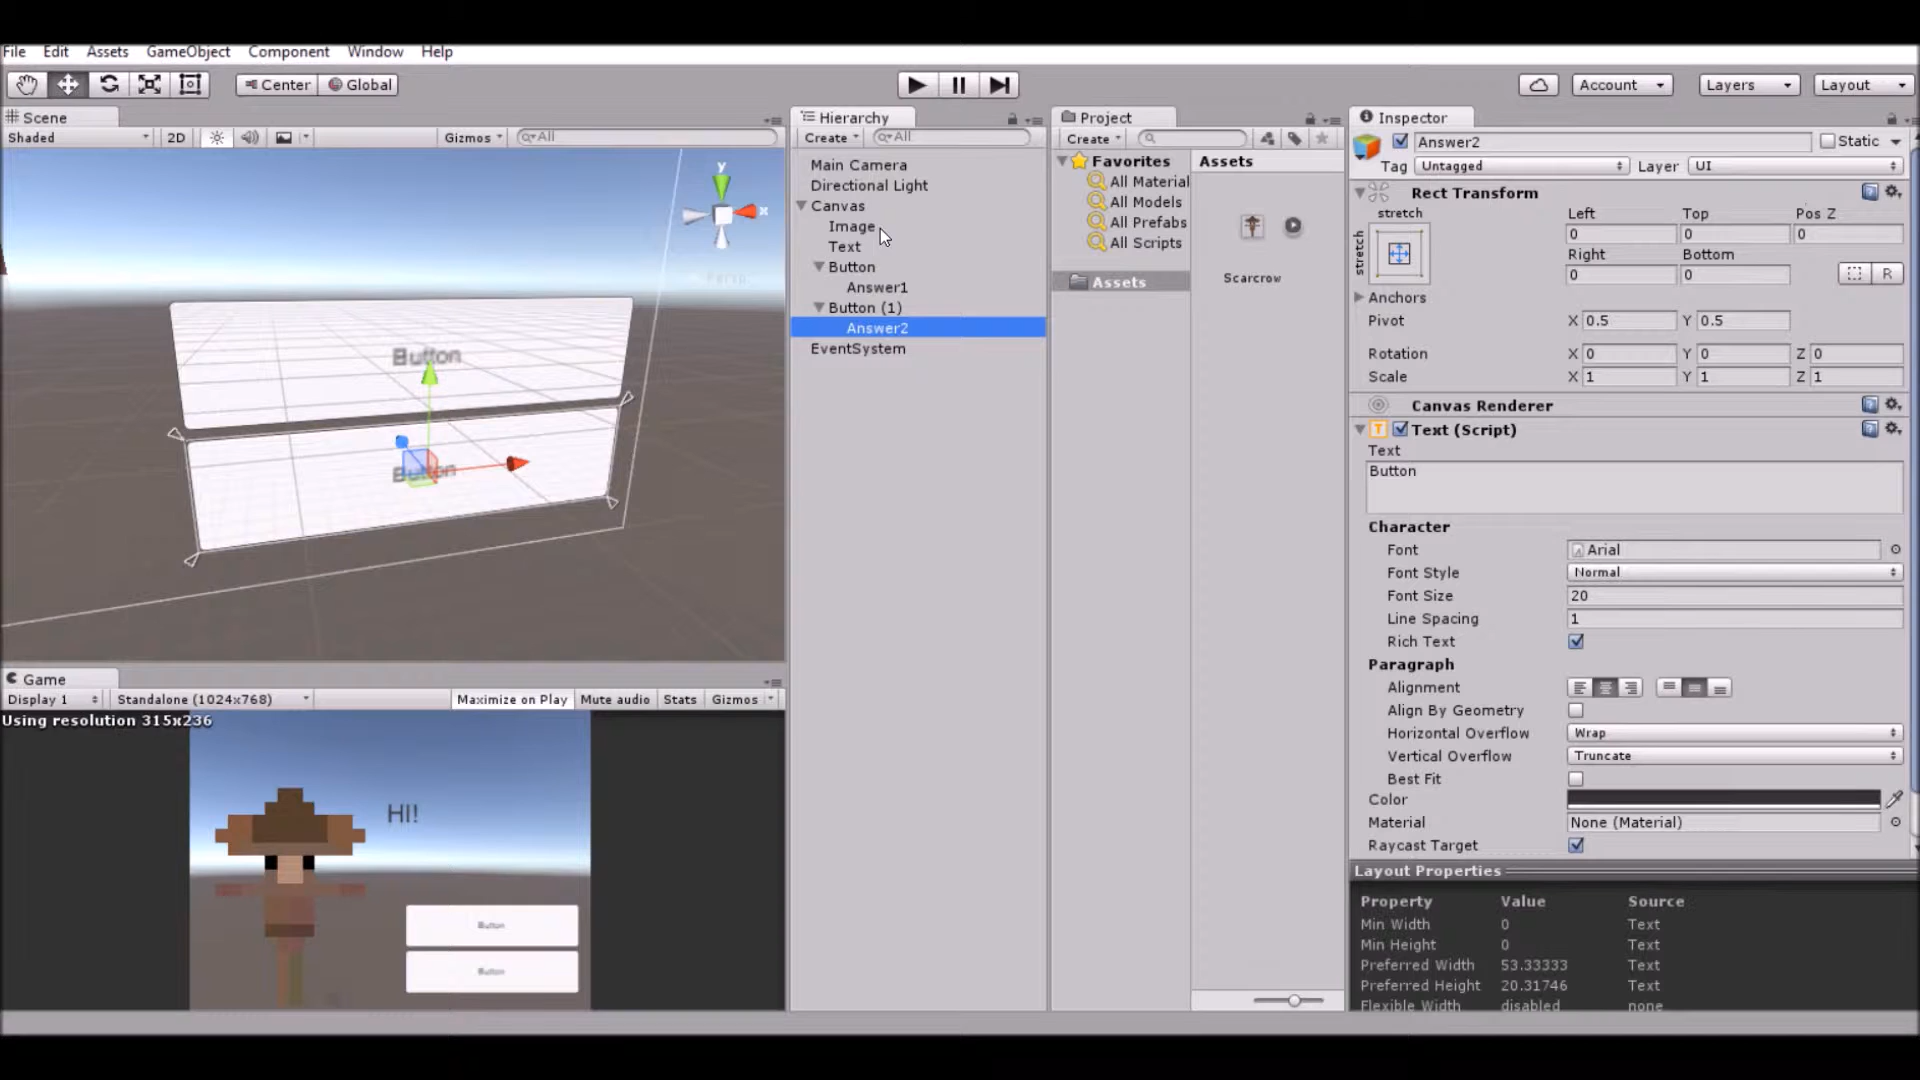 File Edit Assets GameObject Component Window Help
Center Global Account Layers Layout
Scene
Shaded 2D Gizmos All
y
x
Persp
Button
Button
Game
Display 1 Standalone (1024x768) Maximize on Play Mute audio Stats Gizmos
Using resolution 315x236
HI!
Button
Button
Hierarchy
Create All
Main Camera
Directional Light
Canvas
Image
Text
Button
Answer1
Button (1)
Answer2
EventSystem
Project
Create
Favorites
All Material
All Models
All Prefabs
All Scripts
Assets
Assets
Scarcrow
Inspector
Answer2 Static
Tag Untagged Layer UI
Rect Transform
stretch
stretch
Left Top Pos Z
0 0 0
Right Bottom
0 0 R
Anchors
Pivot X 0.5 Y 0.5
Rotation X 0 Y 0 Z 0
Scale X 1 Y 1 Z 1
Canvas Renderer
T Text (Script)
Text
Button
Character
Font Arial
Font Style Normal
Font Size 20
Line Spacing 1
Rich Text
Paragraph
Alignment
Align By Geometry
Horizontal Overflow Wrap
Vertical Overflow Truncate
Best Fit
Color
Material None (Material)
Raycast Target
Layout Properties
Property Value Source
Min Width 0 Text
Min Height 0 Text
Preferred Width 53.33333 Text
Preferred Height 20.31746 Text
Flexible Width disabled none